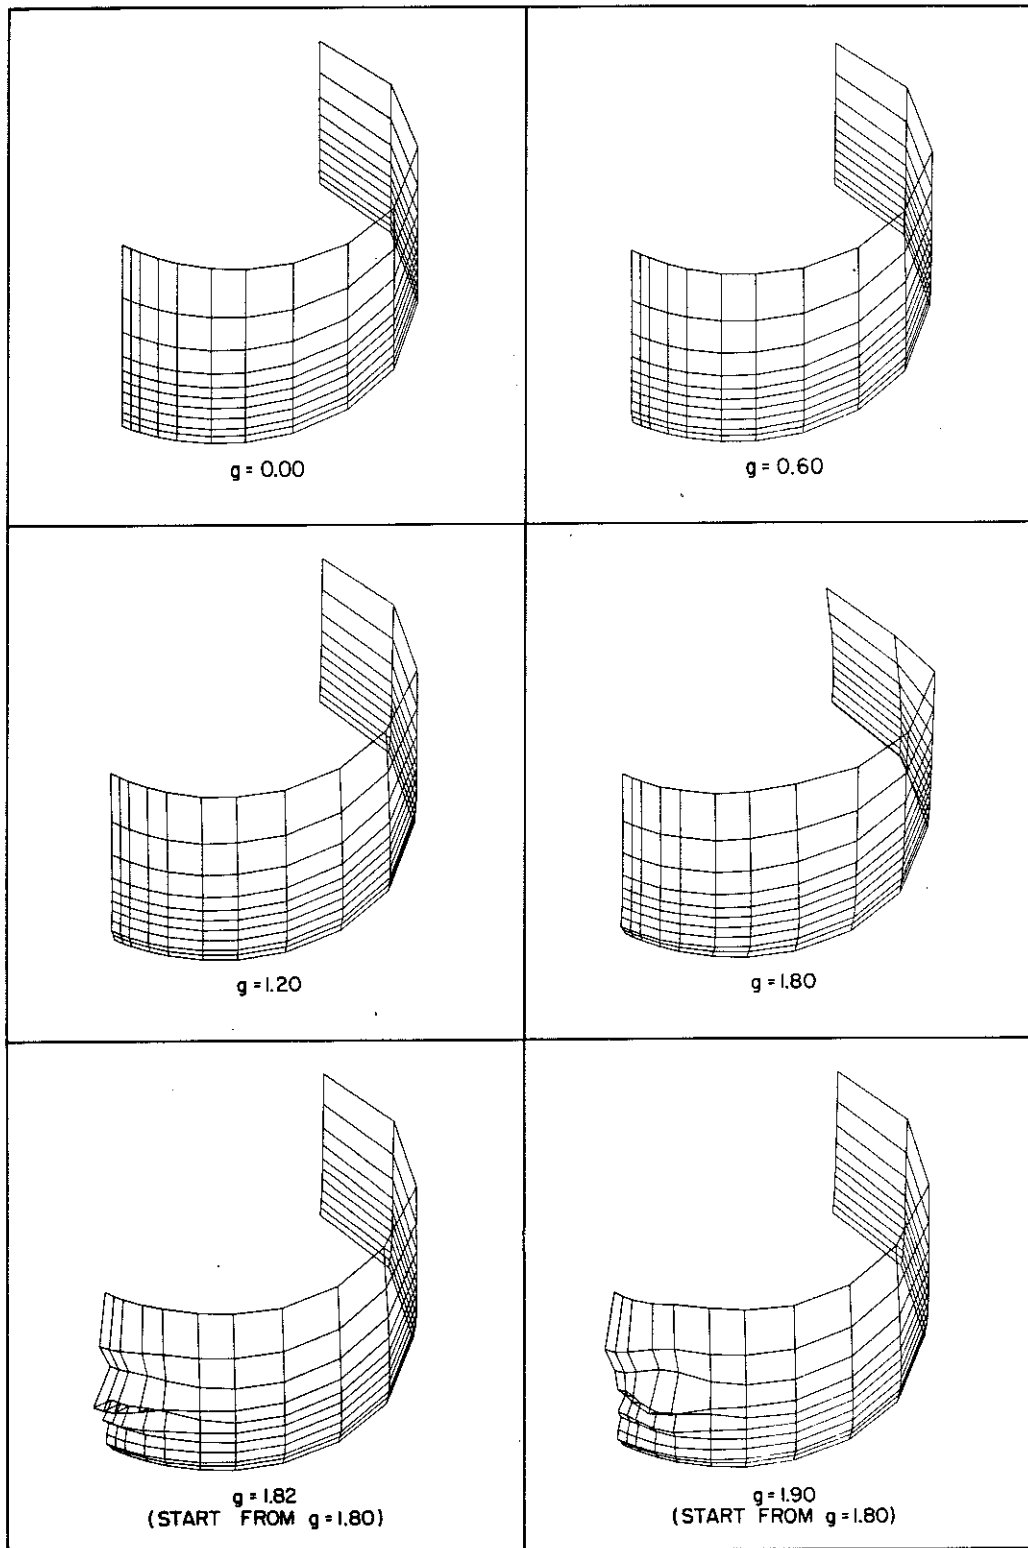 g = 0.00
g = 0.60
g = 1.20
g = 1.80
g = 1.82
(START FROM g = 1.80)
g = 1.90
(START FROM g = 1.80)